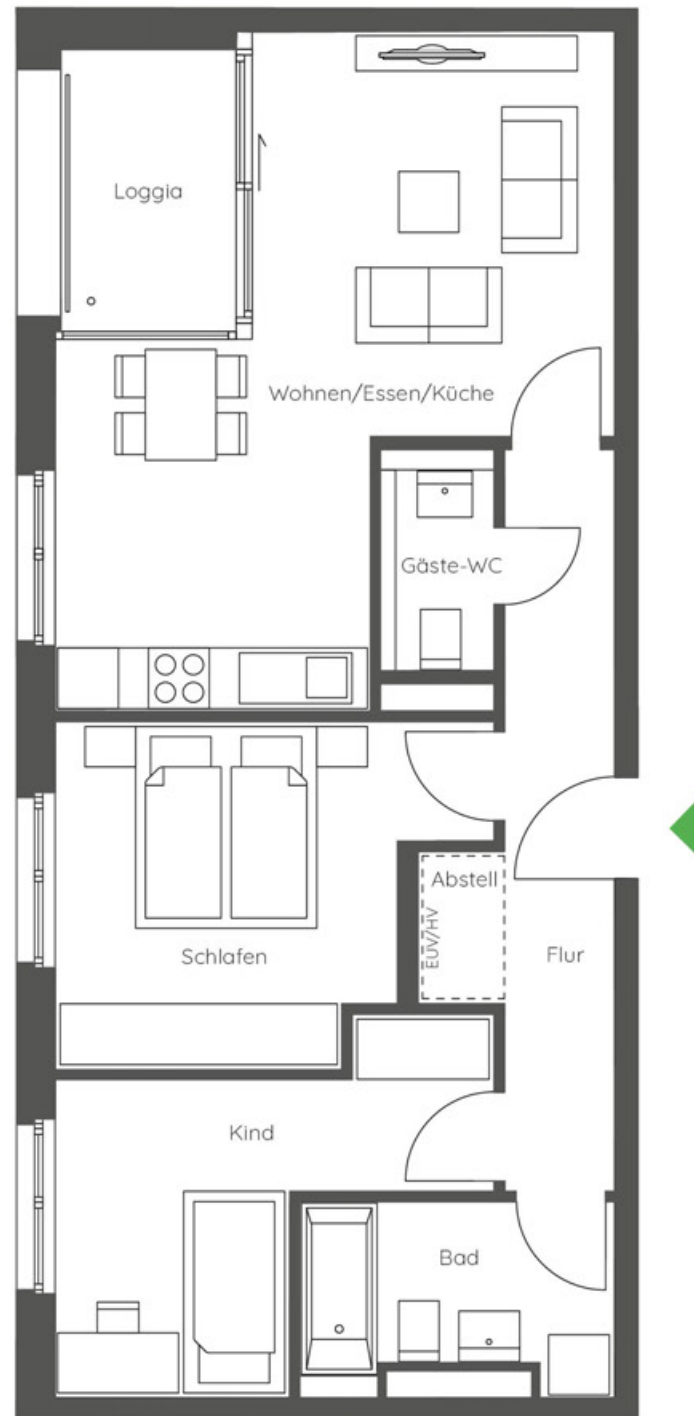 Loggia
Wohnen/Essen/Küche
Gäste-WC
Abstell
EUV/HV
Schlafen
Flur
Kind
Bad